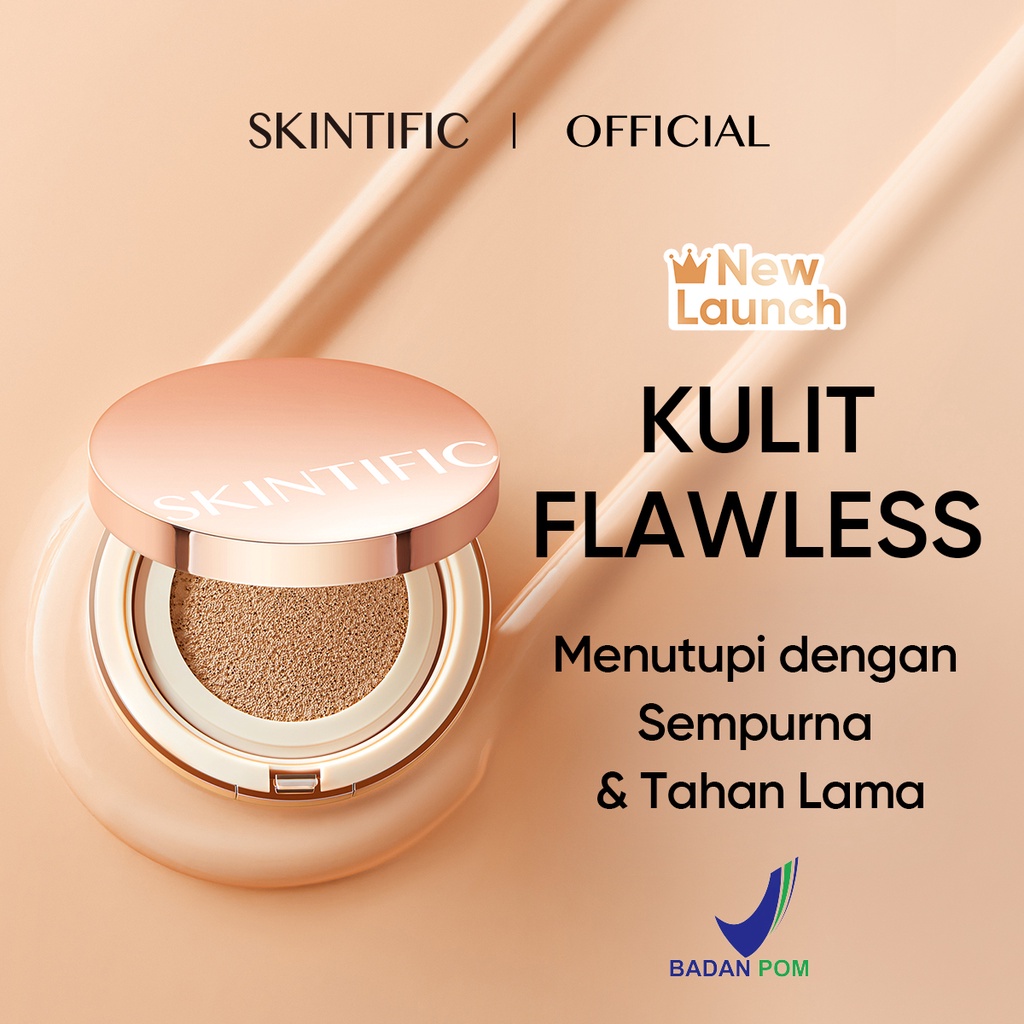 SKINTIFIC | OFFICIAL
New
Launch
KULIT
FLAWLESS
SKINTIFIC
Menutupi dengan
Sempurna
& Tahan Lama
BADAN POM